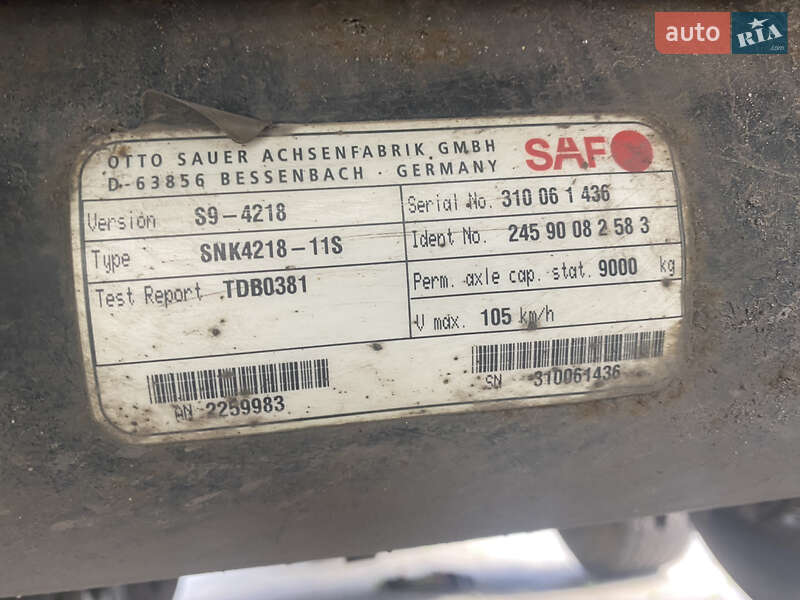 auto RIA.com
OTTO SAUER ACHSENFABRIK GMBH
D-63856 BESSENBACH · GERMANY
SAF
Version S9-4218
Type SNK4218-11S
Test Report TDB0381
Serial No. 310 06 1 436
Ident No. 245 90 08 2 58 3
Perm. axle cap. stat. 9000 kg
V max. 105 km/h
AN 2259983
SN 310061436